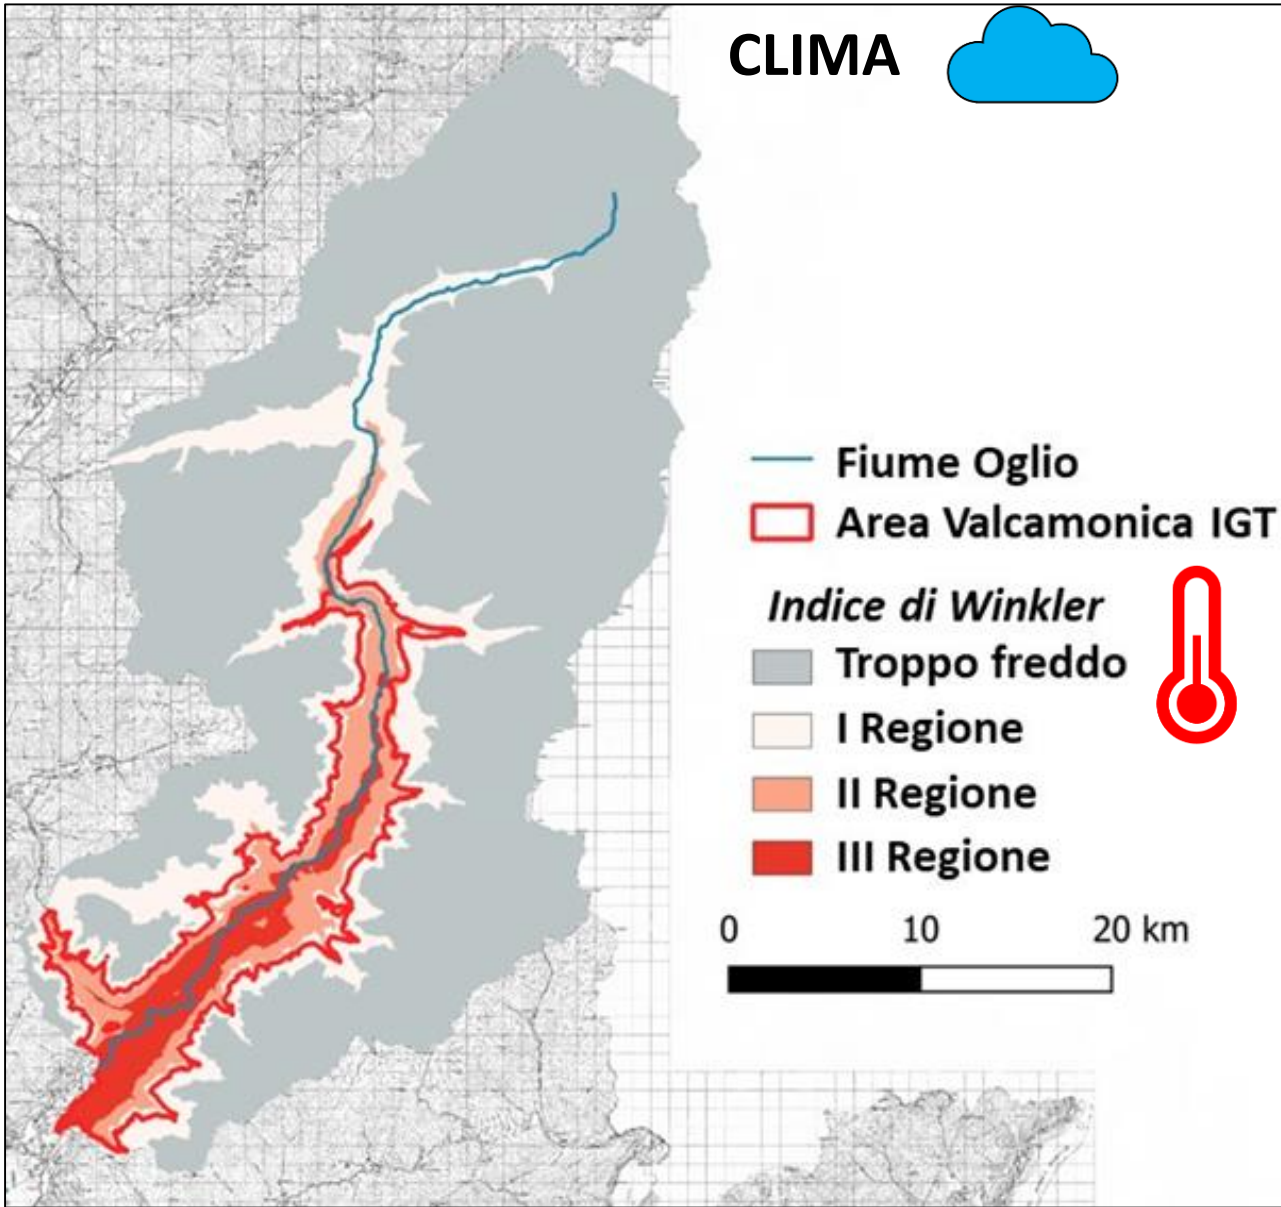 CLIMA
Fiume Oglio
Area Valcamonica IGT
Indice di Winkler
Troppo freddo
I Regione
II Regione
III Regione
0 10 20 km